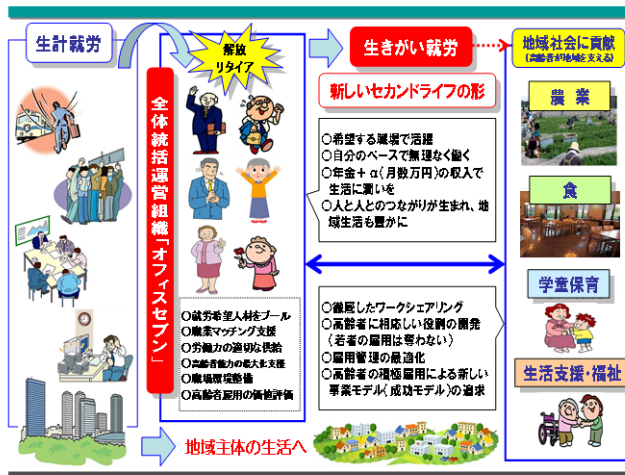 生計就労
解放
リタイア
全体統括運営組織「オフィスセブン」
○就労希望人材をプール
○職業マッチング支援
○労働力の適切な供給
○高齢者能力の最大化支援
○職場環境整備
○高齢者雇用の価値評価
生きがい就労
新しいセカンドライフの形
○希望する職場で活躍
○自分のペースで無理なく働く
○年金+α(月数万円)の収入で
生活に潤いを
○人と人とのつながりが生まれ、地
域生活も豊かに
○徹底したワークシェアリング
○高齢者に相応しい役割の開発
(若者の雇用は奪わない)
○雇用管理の最適化
○高齢者の積極雇用による新しい
事業モデル(成功モデル)の追求
地域社会に貢献
(高齢者が地域を支える)
農業
食
学童保育
生活支援・福祉
地域主体の生活へ